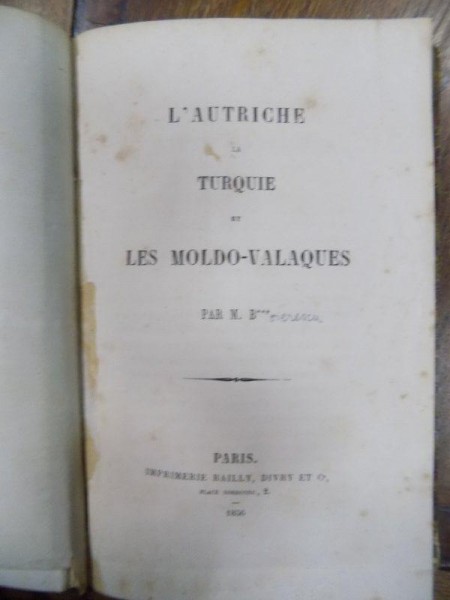 L'AUTRICHE
LA
TURQUIE
ET
LES MOLDO-VALAQUES
PAR M. B***
PARIS.
IMPRIMERIE BAILLY, DIVRY ET Ce,
PLACE SORBONNE, 2.
1856